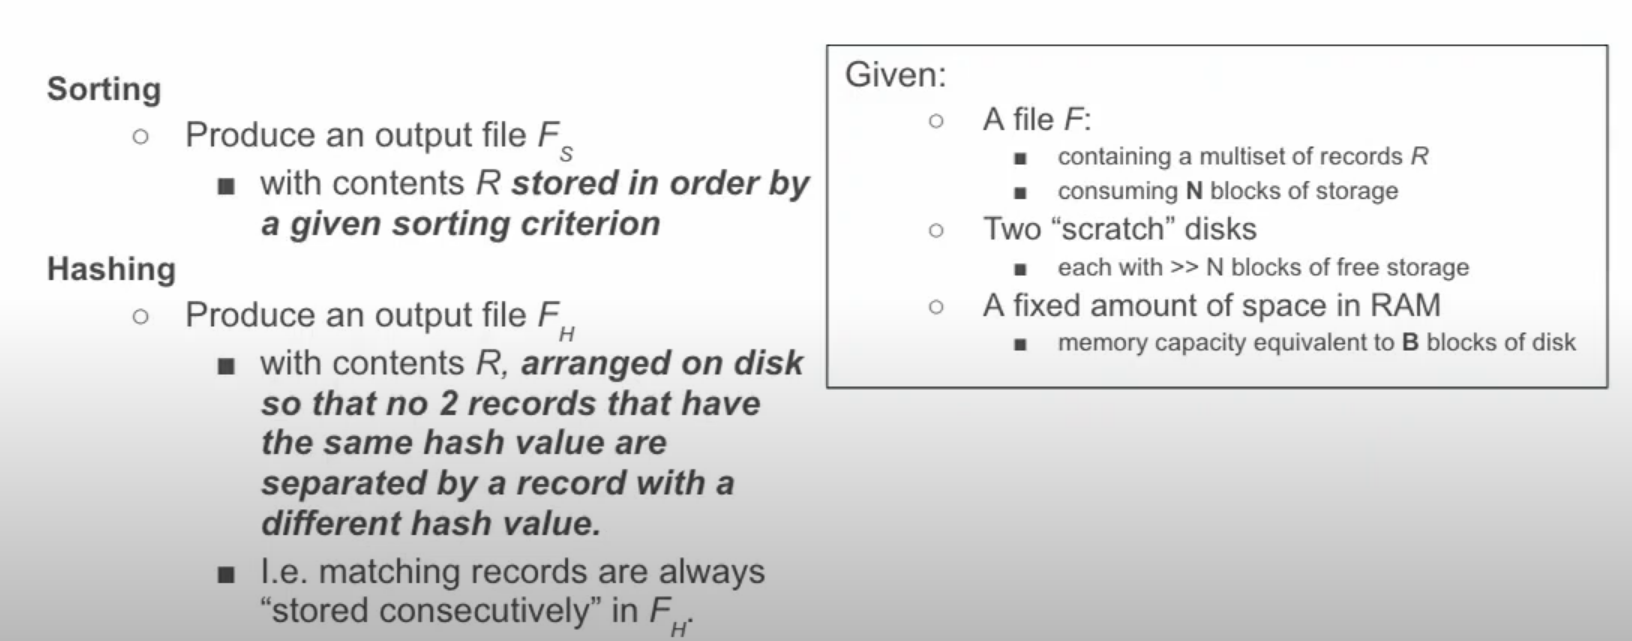 Sorting
○ Produce an output file F_S
■ with contents R stored in order by
a given sorting criterion
Hashing
○ Produce an output file F_H
■ with contents R, arranged on disk
so that no 2 records that have
the same hash value are
separated by a record with a
different hash value.
■ I.e. matching records are always
“stored consecutively” in F_H.
Given:
○ A file F:
■ containing a multiset of records R
■ consuming N blocks of storage
○ Two “scratch” disks
■ each with >> N blocks of free storage
○ A fixed amount of space in RAM
■ memory capacity equivalent to B blocks of disk